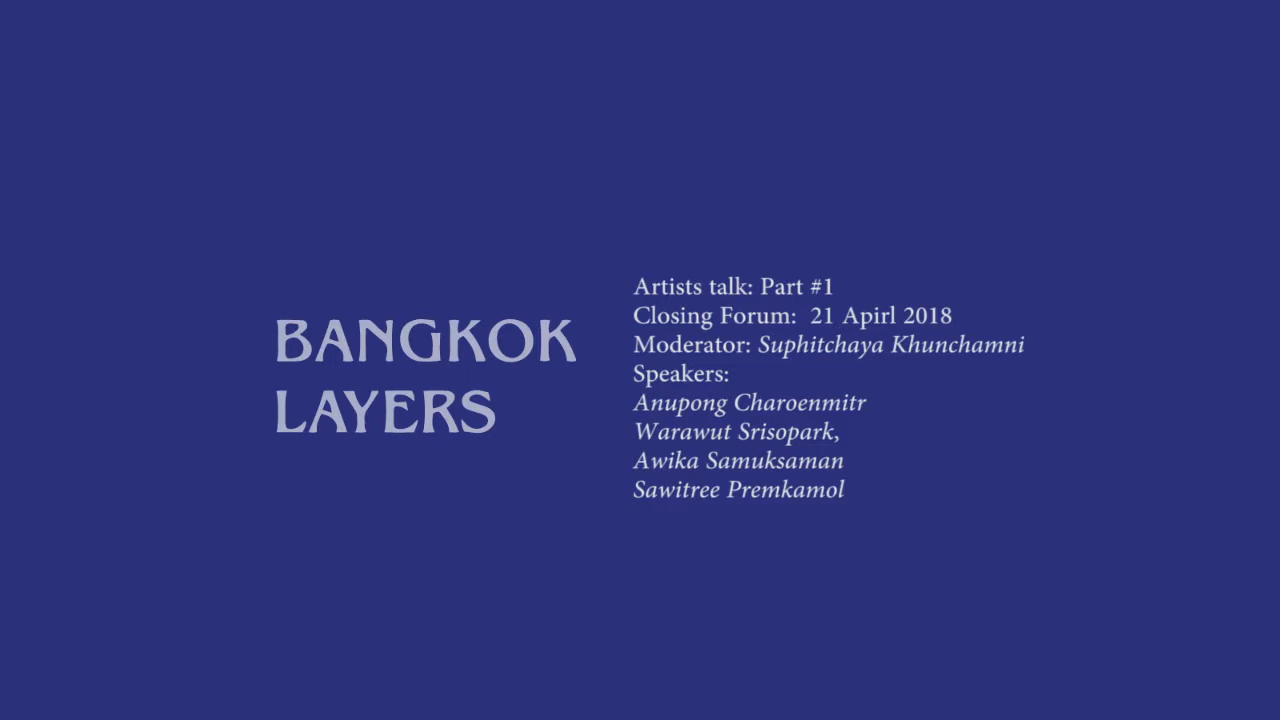 BANGKOK
LAYERS
Artists talk: Part #1
Closing Forum:  21 Apirl 2018
Moderator: Suphitchaya Khunchamni
Speakers:
Anupong Charoenmitr
Warawut Srisopark,
Awika Samuksaman
Sawitree Premkamol